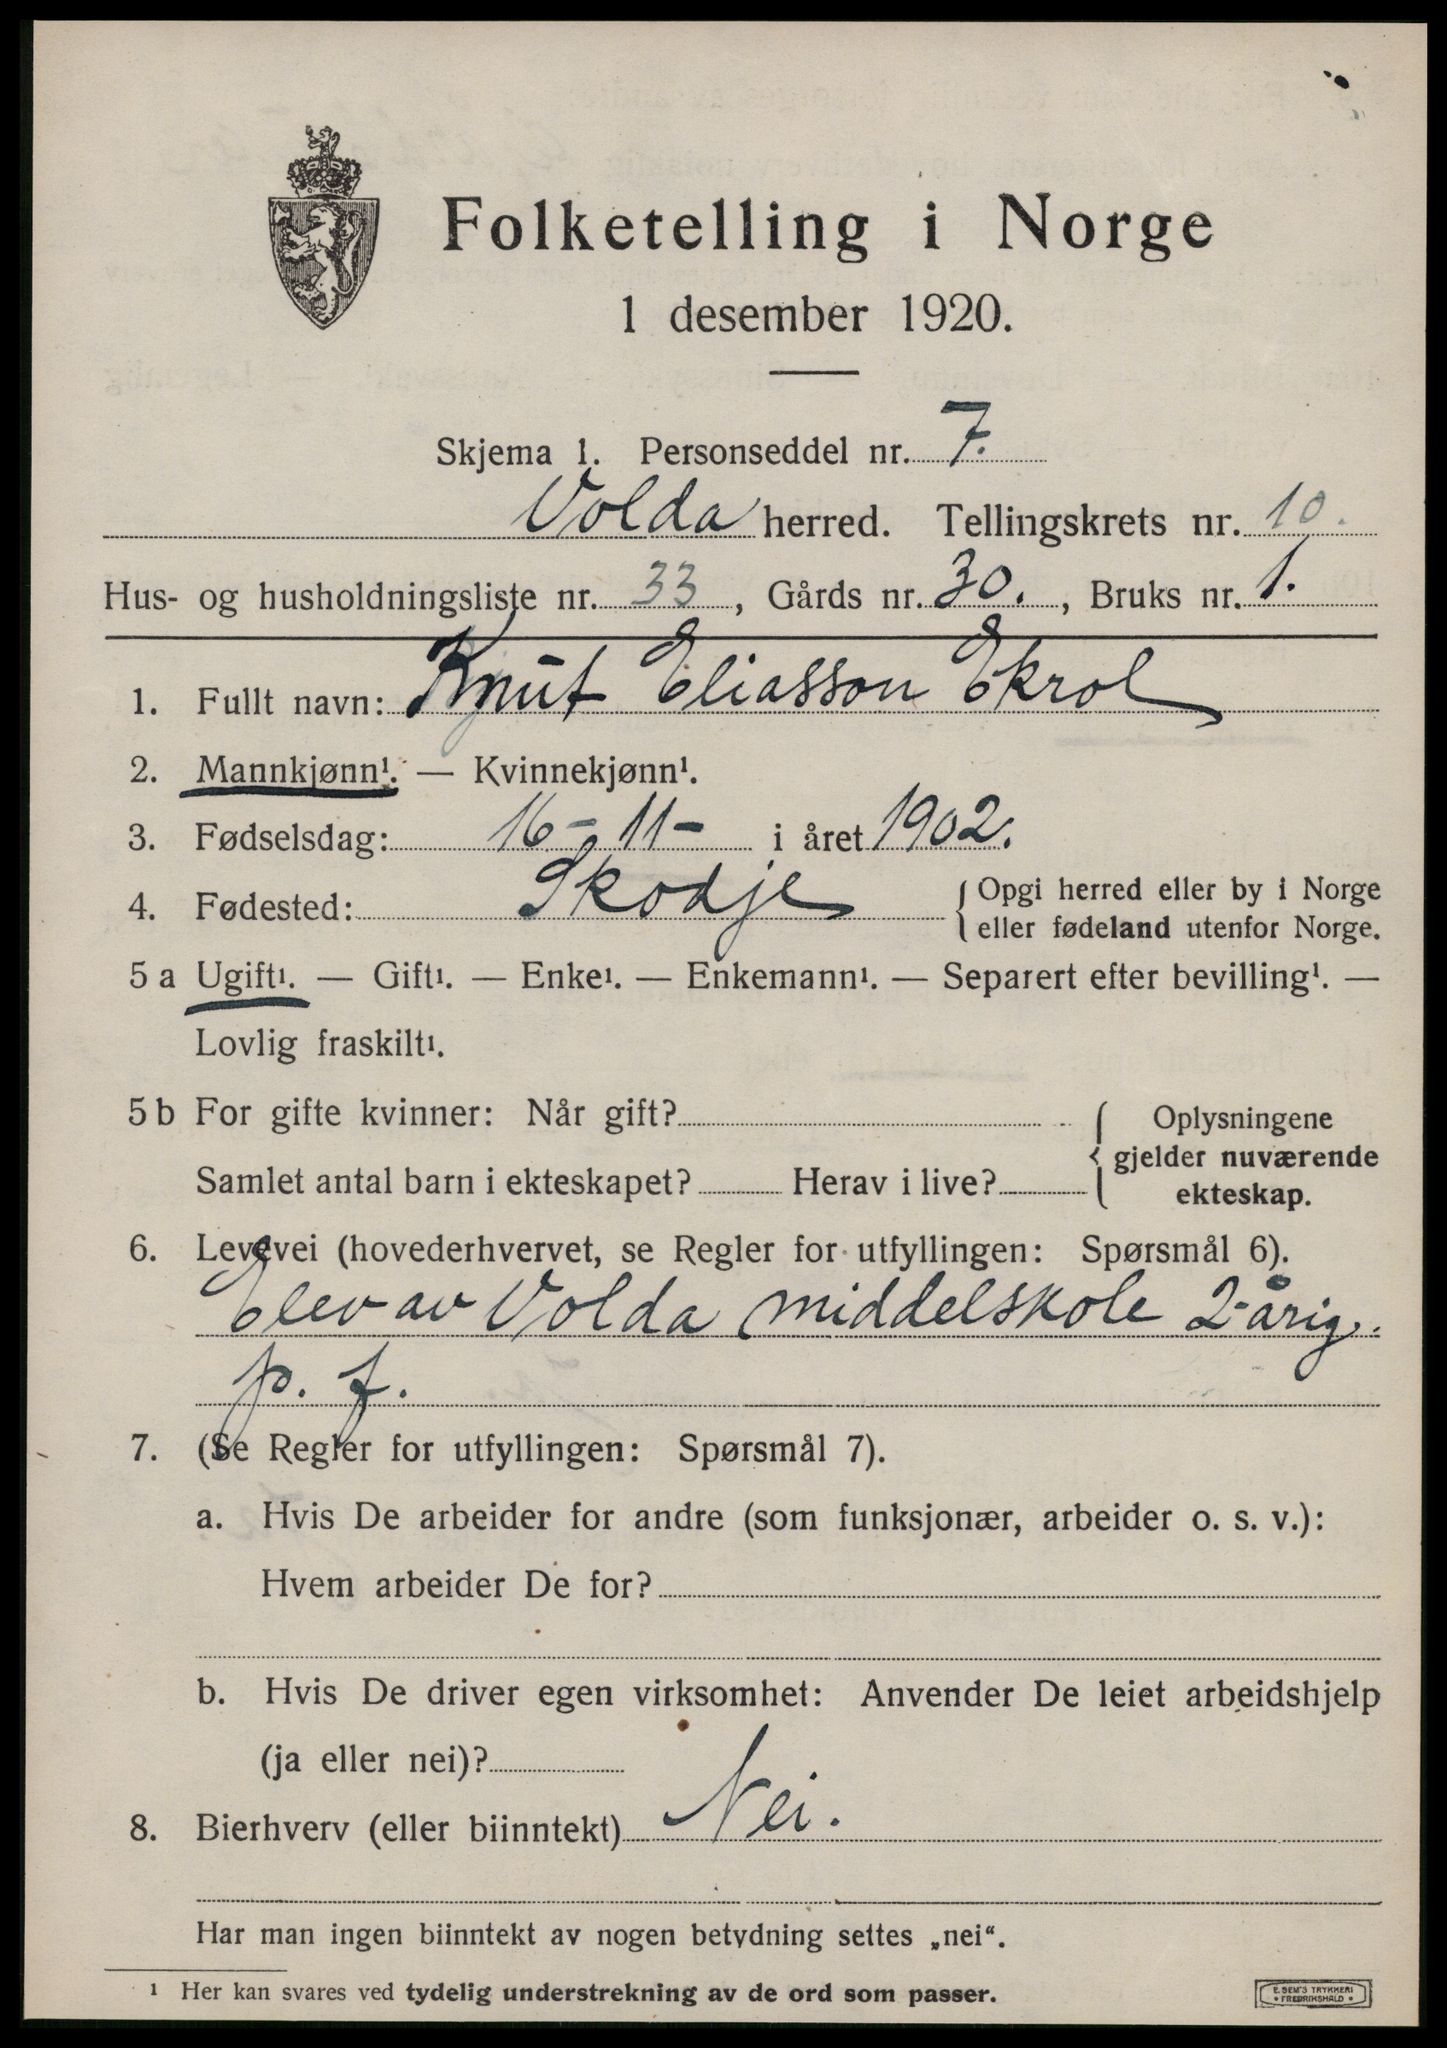 Folketelling i Norge
1 desember 1920.
Skjema 1. Personseddel nr. 7.
Volda herred. Tellingskrets nr. 10.
Hus- og husholdningsliste nr. 33, Gårds nr. 30., Bruks nr. 1.
1. Fullt navn: Knut Eliasson Ekrol
2. Mannkjønn¹. — Kvinnekjønn¹.
3. Fødselsdag: 16-11- i året 1902.
4. Fødested: Skodje { Opgi herred eller by i Norge
eller fødeland utenfor Norge.
5 a Ugift¹. — Gift¹. — Enke¹. — Enkemann¹. — Separert efter bevilling¹. —
Lovlig fraskilt¹.
5 b For gifte kvinner: Når gift? { Oplysningene
gjelder nuværende
Samlet antal barn i ekteskapet? Herav i live? ekteskap.
6. Levevei (hovederhvervet, se Regler for utfyllingen: Spørsmål 6).
Elev av Volda middelskole 2-årig.
p. f.
7. (Se Regler for utfyllingen: Spørsmål 7).
a. Hvis De arbeider for andre (som funksjonær, arbeider o. s. v.):
Hvem arbeider De for?
b. Hvis De driver egen virksomhet: Anvender De leiet arbeidshjelp
(ja eller nei)?
8. Bierhverv (eller biinntekt) Nei.
Har man ingen biinntekt av nogen betydning settes „nei“.
¹ Her kan svares ved tydelig understrekning av de ord som passer.
E. SEM'S TRYKKERI
• FREDRIKSHALD •